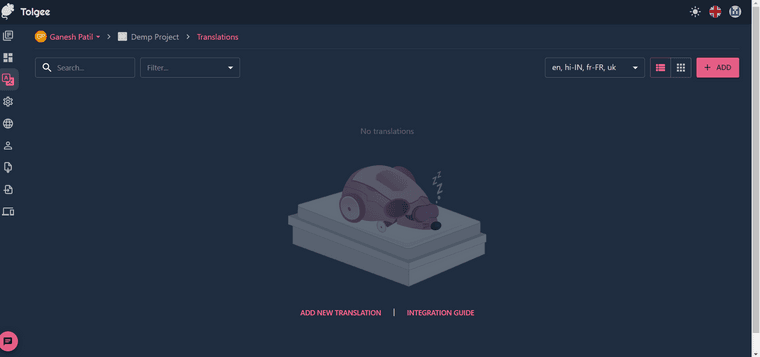 Tolgee
Ganesh Patil > Demp Project > Translations
Search...
Filter...
en, hi-IN, fr-FR, uk
+ ADD
No translations
z z z
ADD NEW TRANSLATION | INTEGRATION GUIDE